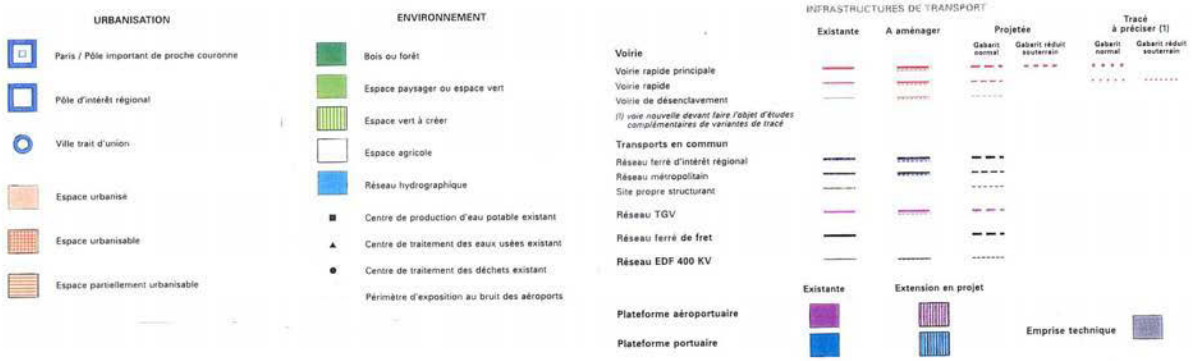 URBANISATION
Paris / Pôle important de proche couronne
Pôle d'intérêt régional
Ville trait d'union
Espace urbanisé
Espace urbanisable
Espace partiellement urbanisable
ENVIRONNEMENT
Bois ou forêt
Espace paysager ou espace vert
Espace vert à créer
Espace agricole
Réseau hydrographique
Centre de production d'eau potable existant
Centre de traitement des eaux usées existant
Centre de traitement des déchets existant
Périmètre d'exposition au bruit des aéroports
INFRASTRUCTURES DE TRANSPORT
Existante A aménager Projetée Tracé à préciser (1)
Gabarit normal Gabarit réduit souterrain Gabarit normal Gabarit réduit souterrain
Voirie
Voirie rapide principale
Voirie rapide
Voirie de désenclavement
(1) voie nouvelle devant faire l'objet d'études
complémentaires de variantes de tracé
Transports en commun
Réseau ferré d'intérêt régional
Réseau métropolitain
Site propre structurant
Réseau TGV
Réseau ferré de fret
Réseau EDF 400 KV
Existante Extension en projet
Plateforme aéroportuaire
Plateforme portuaire
Emprise technique